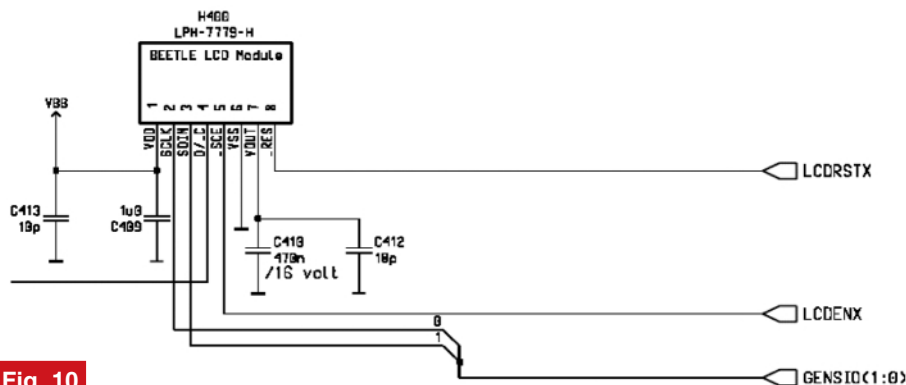 H400
LPH-7779-H
BEETLE LCD Module
1 2 3 4 5 6 7 8
VDD
SCLK
SDIN
D/_C
_SCE
VSS
VOUT
_RES
VBB
LCDRSTX
C413
10p
1u0
C409
C410
470n
/16 volt
C412
10p
LCDENX
0
1
GENSIO(1:0)
Fig. 10